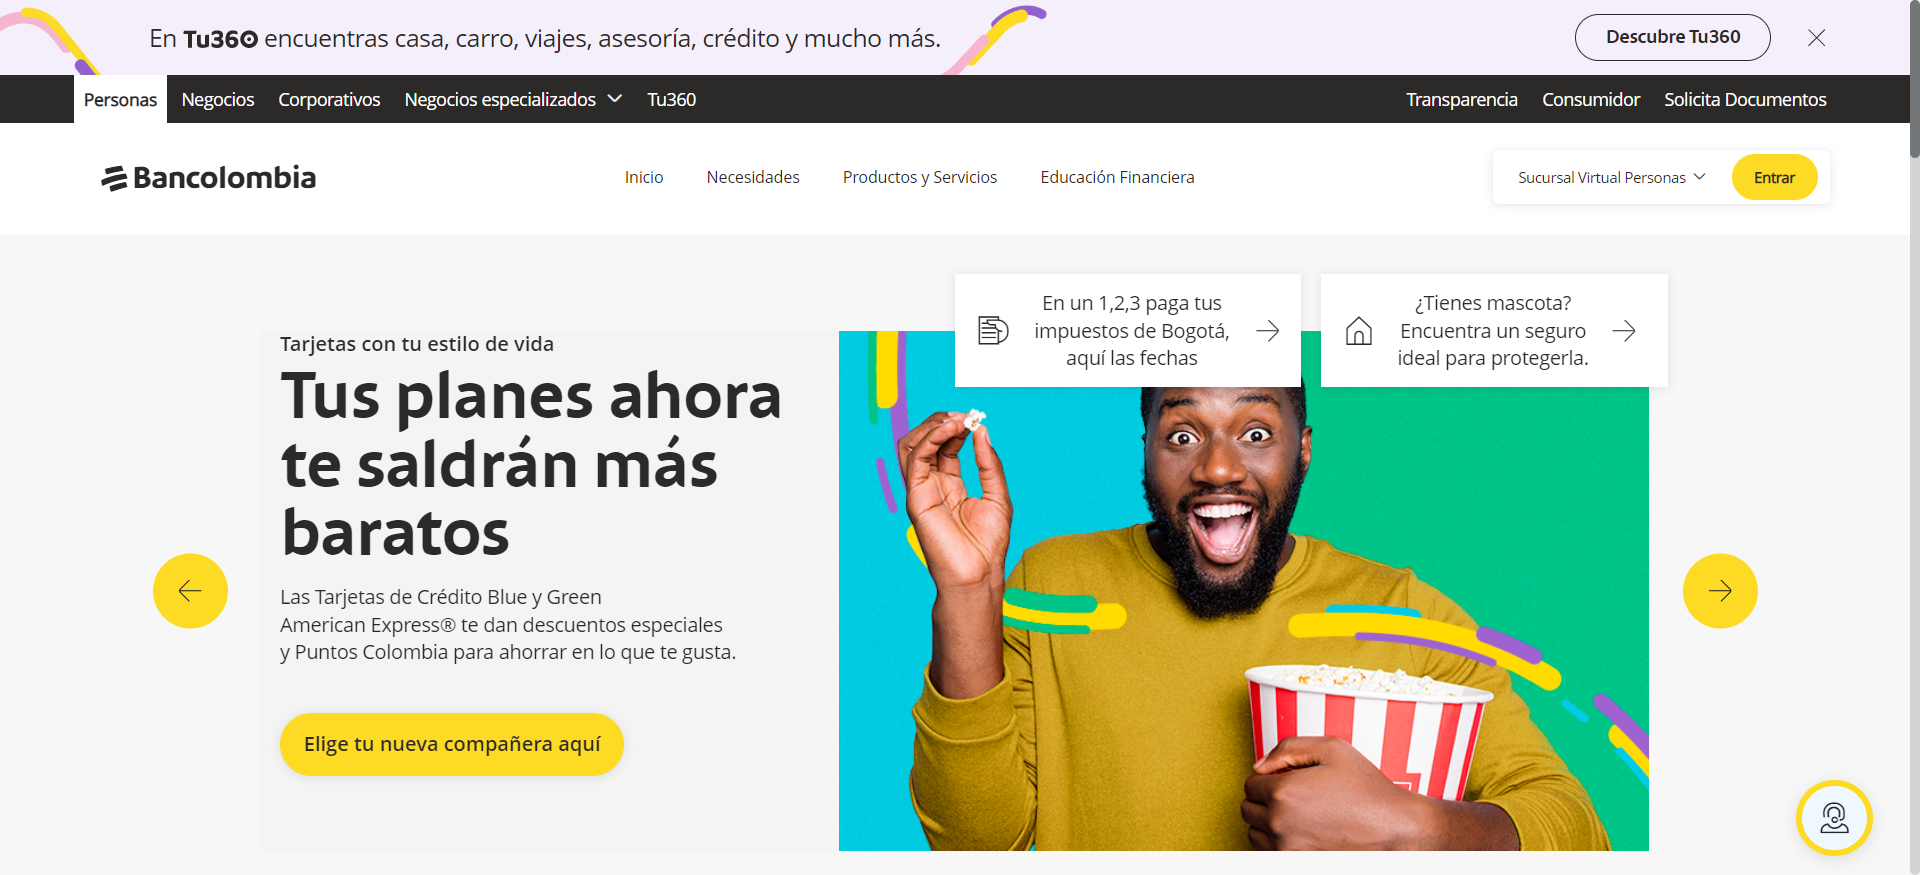 En Tu360 encuentras casa, carro, viajes, asesoría, crédito y mucho más.
Descubre Tu360
Personas
Negocios
Corporativos
Negocios especializados
Tu360
Transparencia
Consumidor
Solicita Documentos
Bancolombia
Inicio
Necesidades
Productos y Servicios
Educación Financiera
Sucursal Virtual Personas
Entrar
En un 1,2,3 paga tus
impuestos de Bogotá,
aquí las fechas
¿Tienes mascota?
Encuentra un seguro
ideal para protegerla.
Tarjetas con tu estilo de vida
Tus planes ahora
te saldrán más
baratos
Las Tarjetas de Crédito Blue y Green
American Express® te dan descuentos especiales
y Puntos Colombia para ahorrar en lo que te gusta.
Elige tu nueva compañera aquí